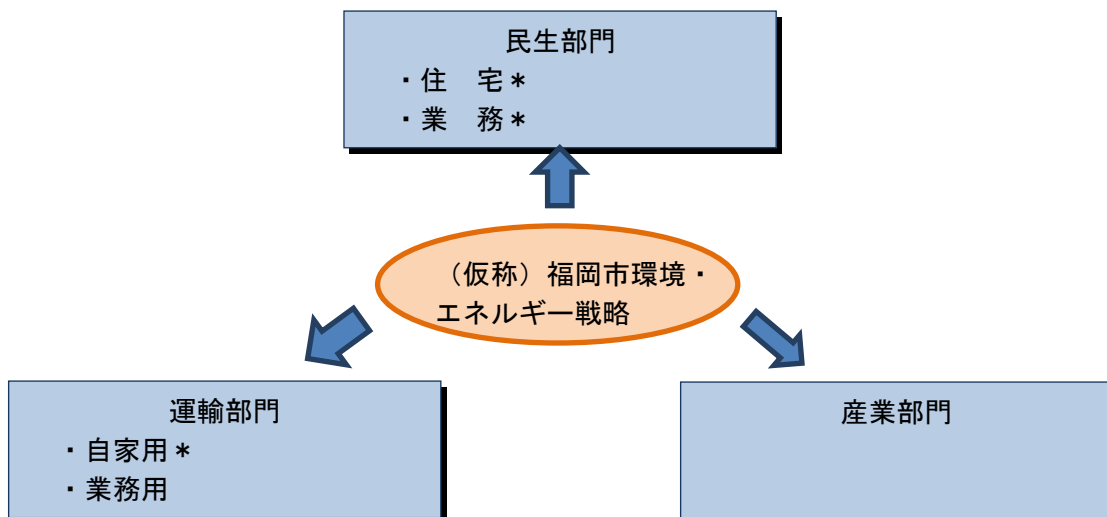 民生部門
・住　宅＊
・業　務＊
（仮称）福岡市環境・
エネルギー戦略
運輸部門
・自家用＊
・業務用
産業部門